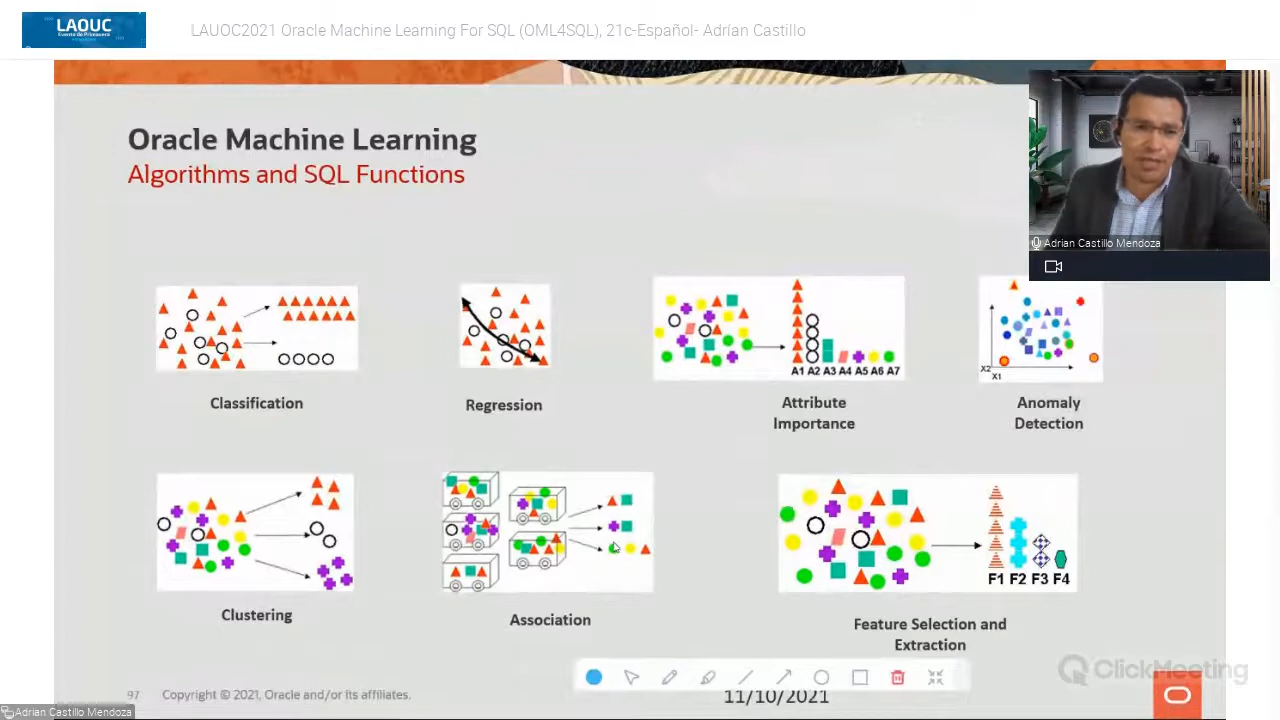 LAOUC
Evento de Primavera
LAUOC2021 Oracle Machine Learning For SQL (OML4SQL), 21c-Español- Adrían Castillo
Oracle Machine Learning
Algorithms and SQL Functions
Adrian Castillo Mendoza
A1 A2 A3 A4 A5 A6 A7
X2
X1
Classification
Regression
Attribute
Importance
Anomaly
Detection
F1 F2 F3 F4
Clustering
Association
Feature Selection and
Extraction
ClickMeeting
97 Copyright © 2021, Oracle and/or its affiliates.
11/10/2021
Adrian Castillo Mendoza